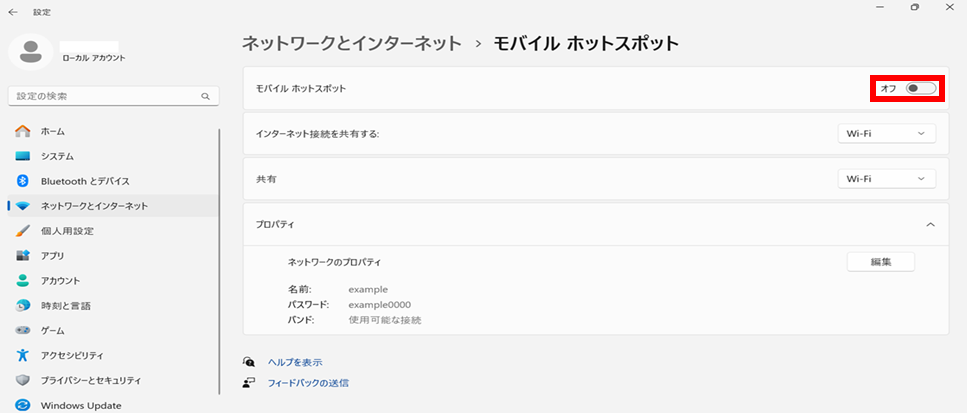 設定
ローカル アカウント
設定の検索
ホーム
システム
Bluetooth とデバイス
ネットワークとインターネット
個人用設定
アプリ
アカウント
時刻と言語
ゲーム
アクセシビリティ
プライバシーとセキュリティ
Windows Update
ネットワークとインターネット › モバイル ホットスポット
モバイル ホットスポット オフ
インターネット接続を共有する: Wi-Fi
共有 Wi-Fi
プロパティ
ネットワークのプロパティ 編集
名前: example
パスワード: example0000
バンド: 使用可能な接続
ヘルプを表示
フィードバックの送信